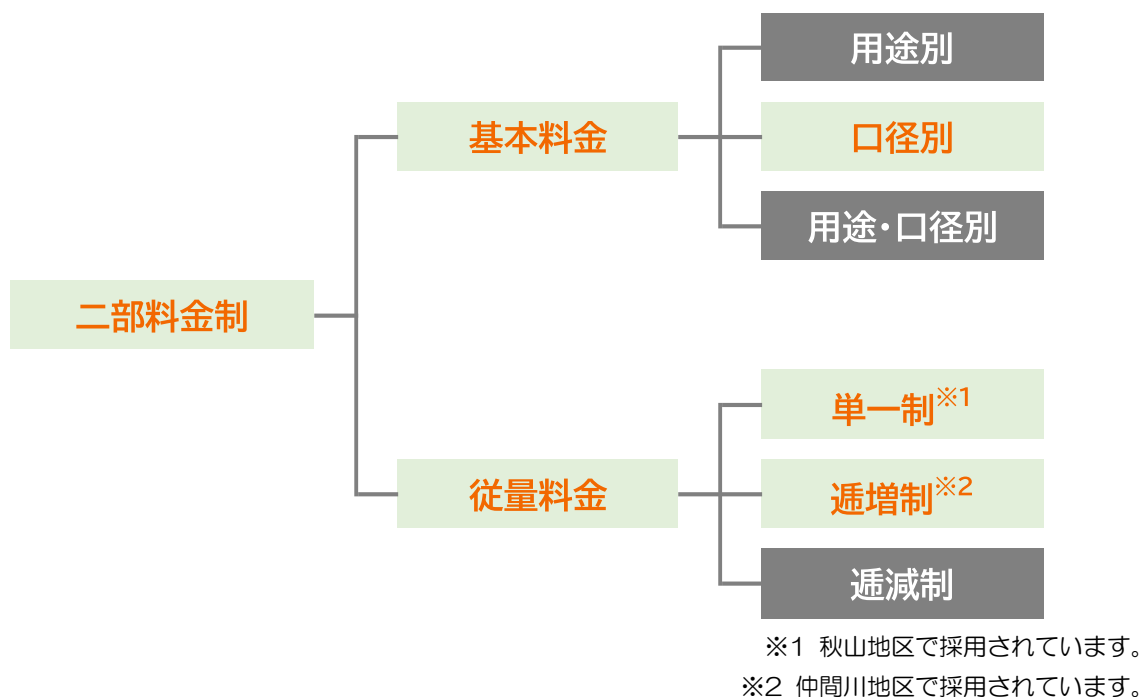 用途別
基本料金
口径別
用途・口径別
二部料金制
単一制※1
従量料金
逓増制※2
逓減制
※1 秋山地区で採用されています。
※2 仲間川地区で採用されています。